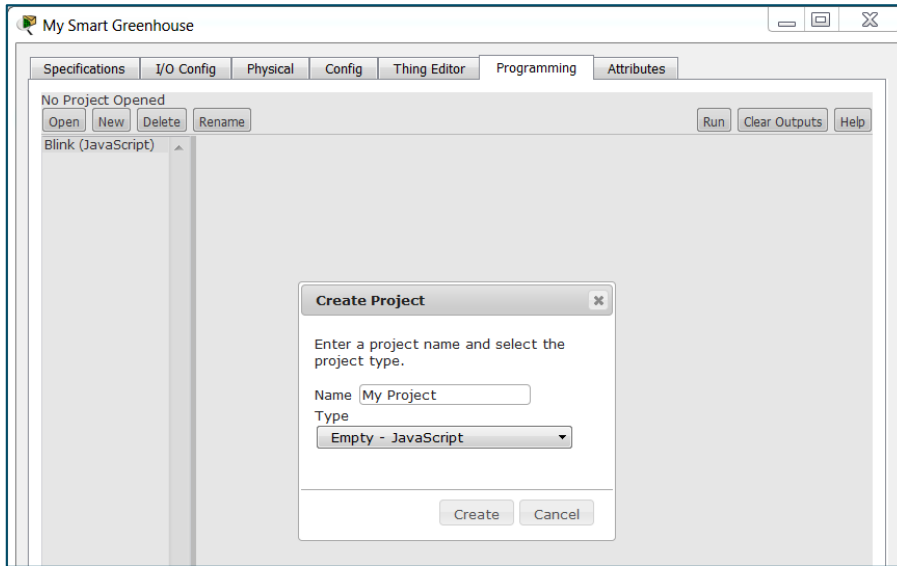 My Smart Greenhouse
Specifications I/O Config Physical Config Thing Editor Programming Attributes
No Project Opened
Open New Delete Rename Run Clear Outputs Help
Blink (JavaScript)
Create Project
Enter a project name and select the
project type.
Name My Project
Type
Empty - JavaScript
Create Cancel